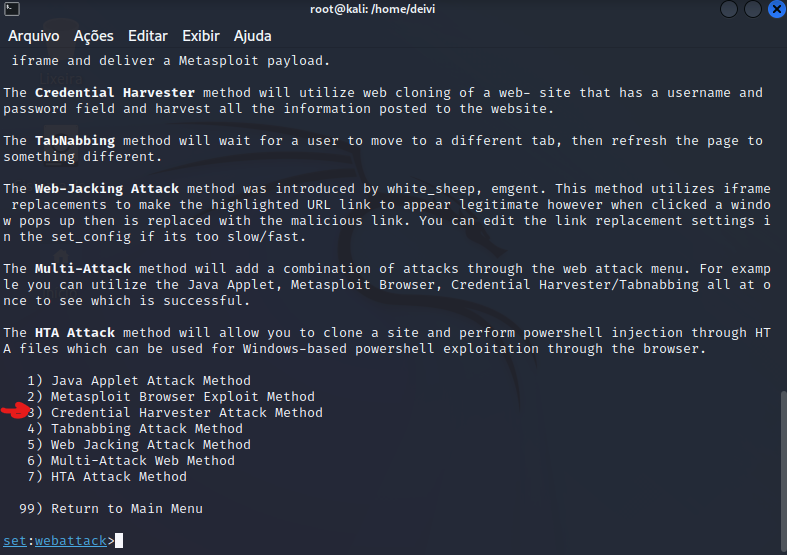 root@kali: /home/deivi
Arquivo Ações Editar Exibir Ajuda
iframe and deliver a Metasploit payload.
The Credential Harvester method will utilize web cloning of a web- site that has a username and
password field and harvest all the information posted to the website.
The TabNabbing method will wait for a user to move to a different tab, then refresh the page to
something different.
The Web-Jacking Attack method was introduced by white_sheep, emgent. This method utilizes iframe
replacements to make the highlighted URL link to appear legitimate however when clicked a windo
w pops up then is replaced with the malicious link. You can edit the link replacement settings i
n the set_config if its too slow/fast.
The Multi-Attack method will add a combination of attacks through the web attack menu. For examp
le you can utilize the Java Applet, Metasploit Browser, Credential Harvester/Tabnabbing all at o
nce to see which is successful.
The HTA Attack method will allow you to clone a site and perform powershell injection through HT
A files which can be used for Windows-based powershell exploitation through the browser.
1) Java Applet Attack Method
2) Metasploit Browser Exploit Method
3) Credential Harvester Attack Method
4) Tabnabbing Attack Method
5) Web Jacking Attack Method
6) Multi-Attack Web Method
7) HTA Attack Method
99) Return to Main Menu
set:webattack>